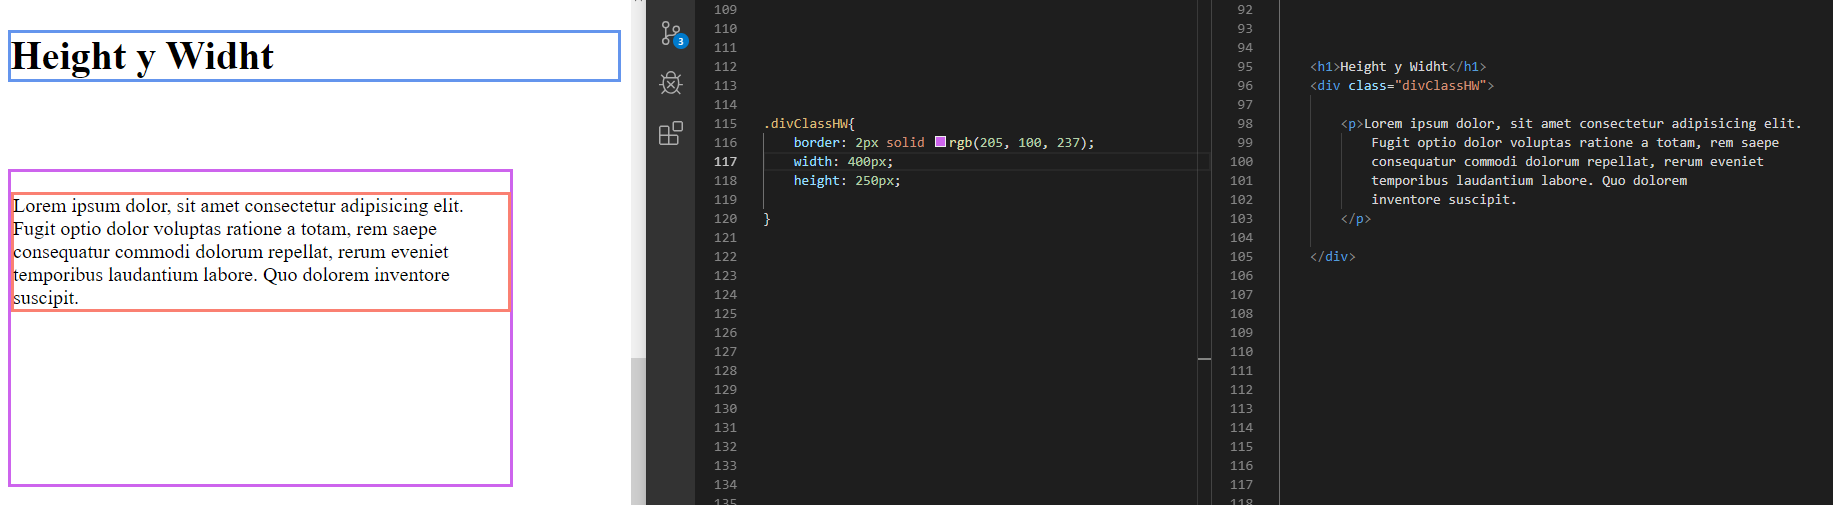 Height y Widht
Lorem ipsum dolor, sit amet consectetur adipisicing elit.
Fugit optio dolor voluptas ratione a totam, rem saepe
consequatur commodi dolorum repellat, rerum eveniet
temporibus laudantium labore. Quo dolorem inventore
suscipit.
3
109
110
111
112
113
114
115 .divClassHW{
116 border: 2px solid rgb(205, 100, 237);
117 width: 400px;
118 height: 250px;
119
120 }
121
122
123
124
125
126
127
128
129
130
131
132
133
134
135
92
93
94
95 <h1>Height y Widht</h1>
96 <div class="divClassHW">
97
98 <p>Lorem ipsum dolor, sit amet consectetur adipisicing elit.
99 Fugit optio dolor voluptas ratione a totam, rem saepe
100 consequatur commodi dolorum repellat, rerum eveniet
101 temporibus laudantium labore. Quo dolorem
102 inventore suscipit.
103 </p>
104
105 </div>
106
107
108
109
110
111
112
113
114
115
116
117
118